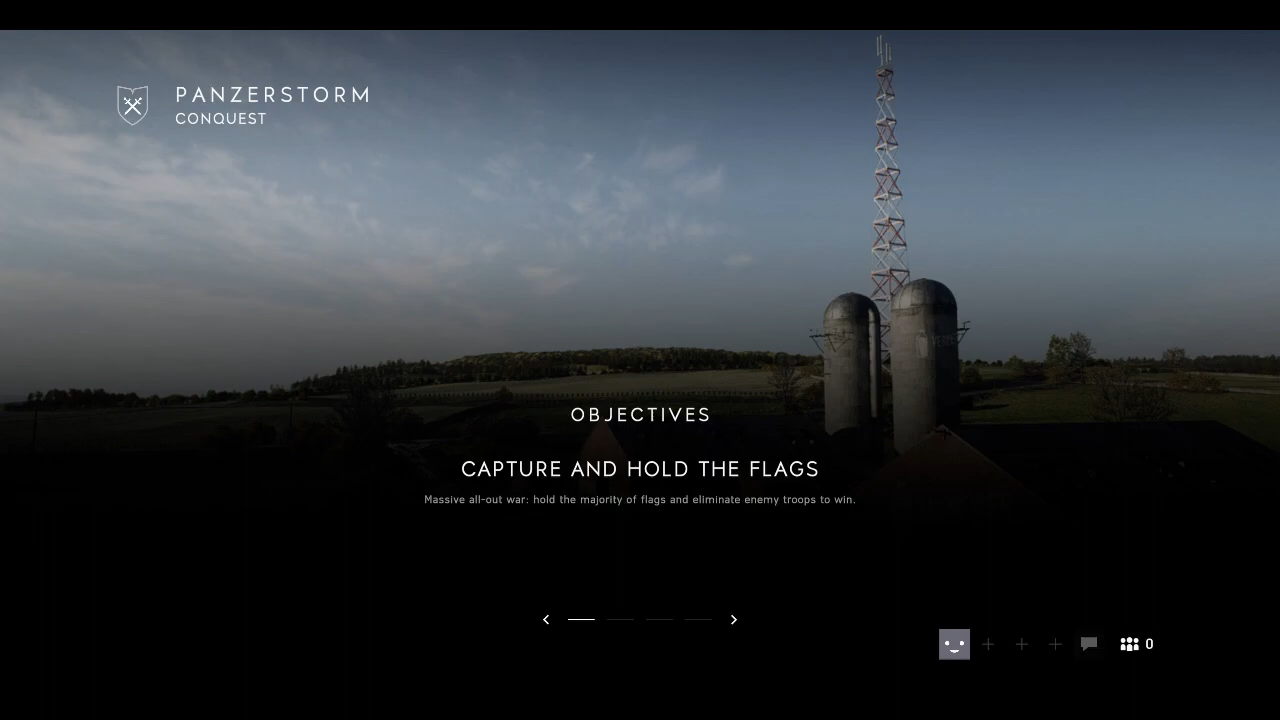 PANZERSTORM
CONQUEST
OBJECTIVES
CAPTURE AND HOLD THE FLAGS
Massive all-out war: hold the majority of flags and eliminate enemy troops to win.
0